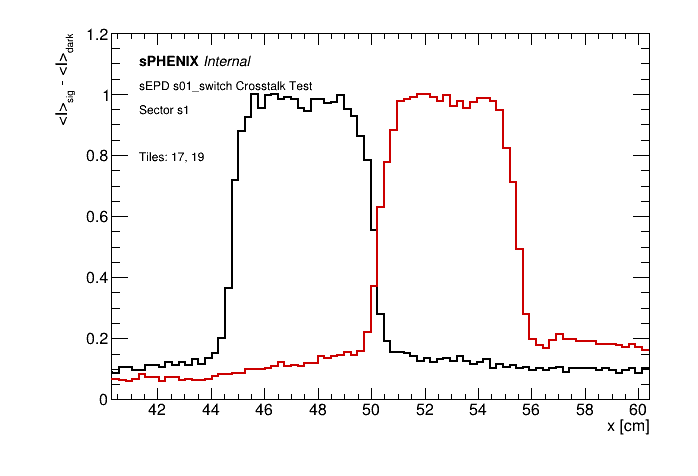 1.2
1
0.8
0.6
0.4
0.2
0
<I>sig - <I>dark
sPHENIX Internal
sEPD s01_switch Crosstalk Test
Sector s1
Tiles: 17, 19
42 44 46 48 50 52 54 56 58 60
x [cm]